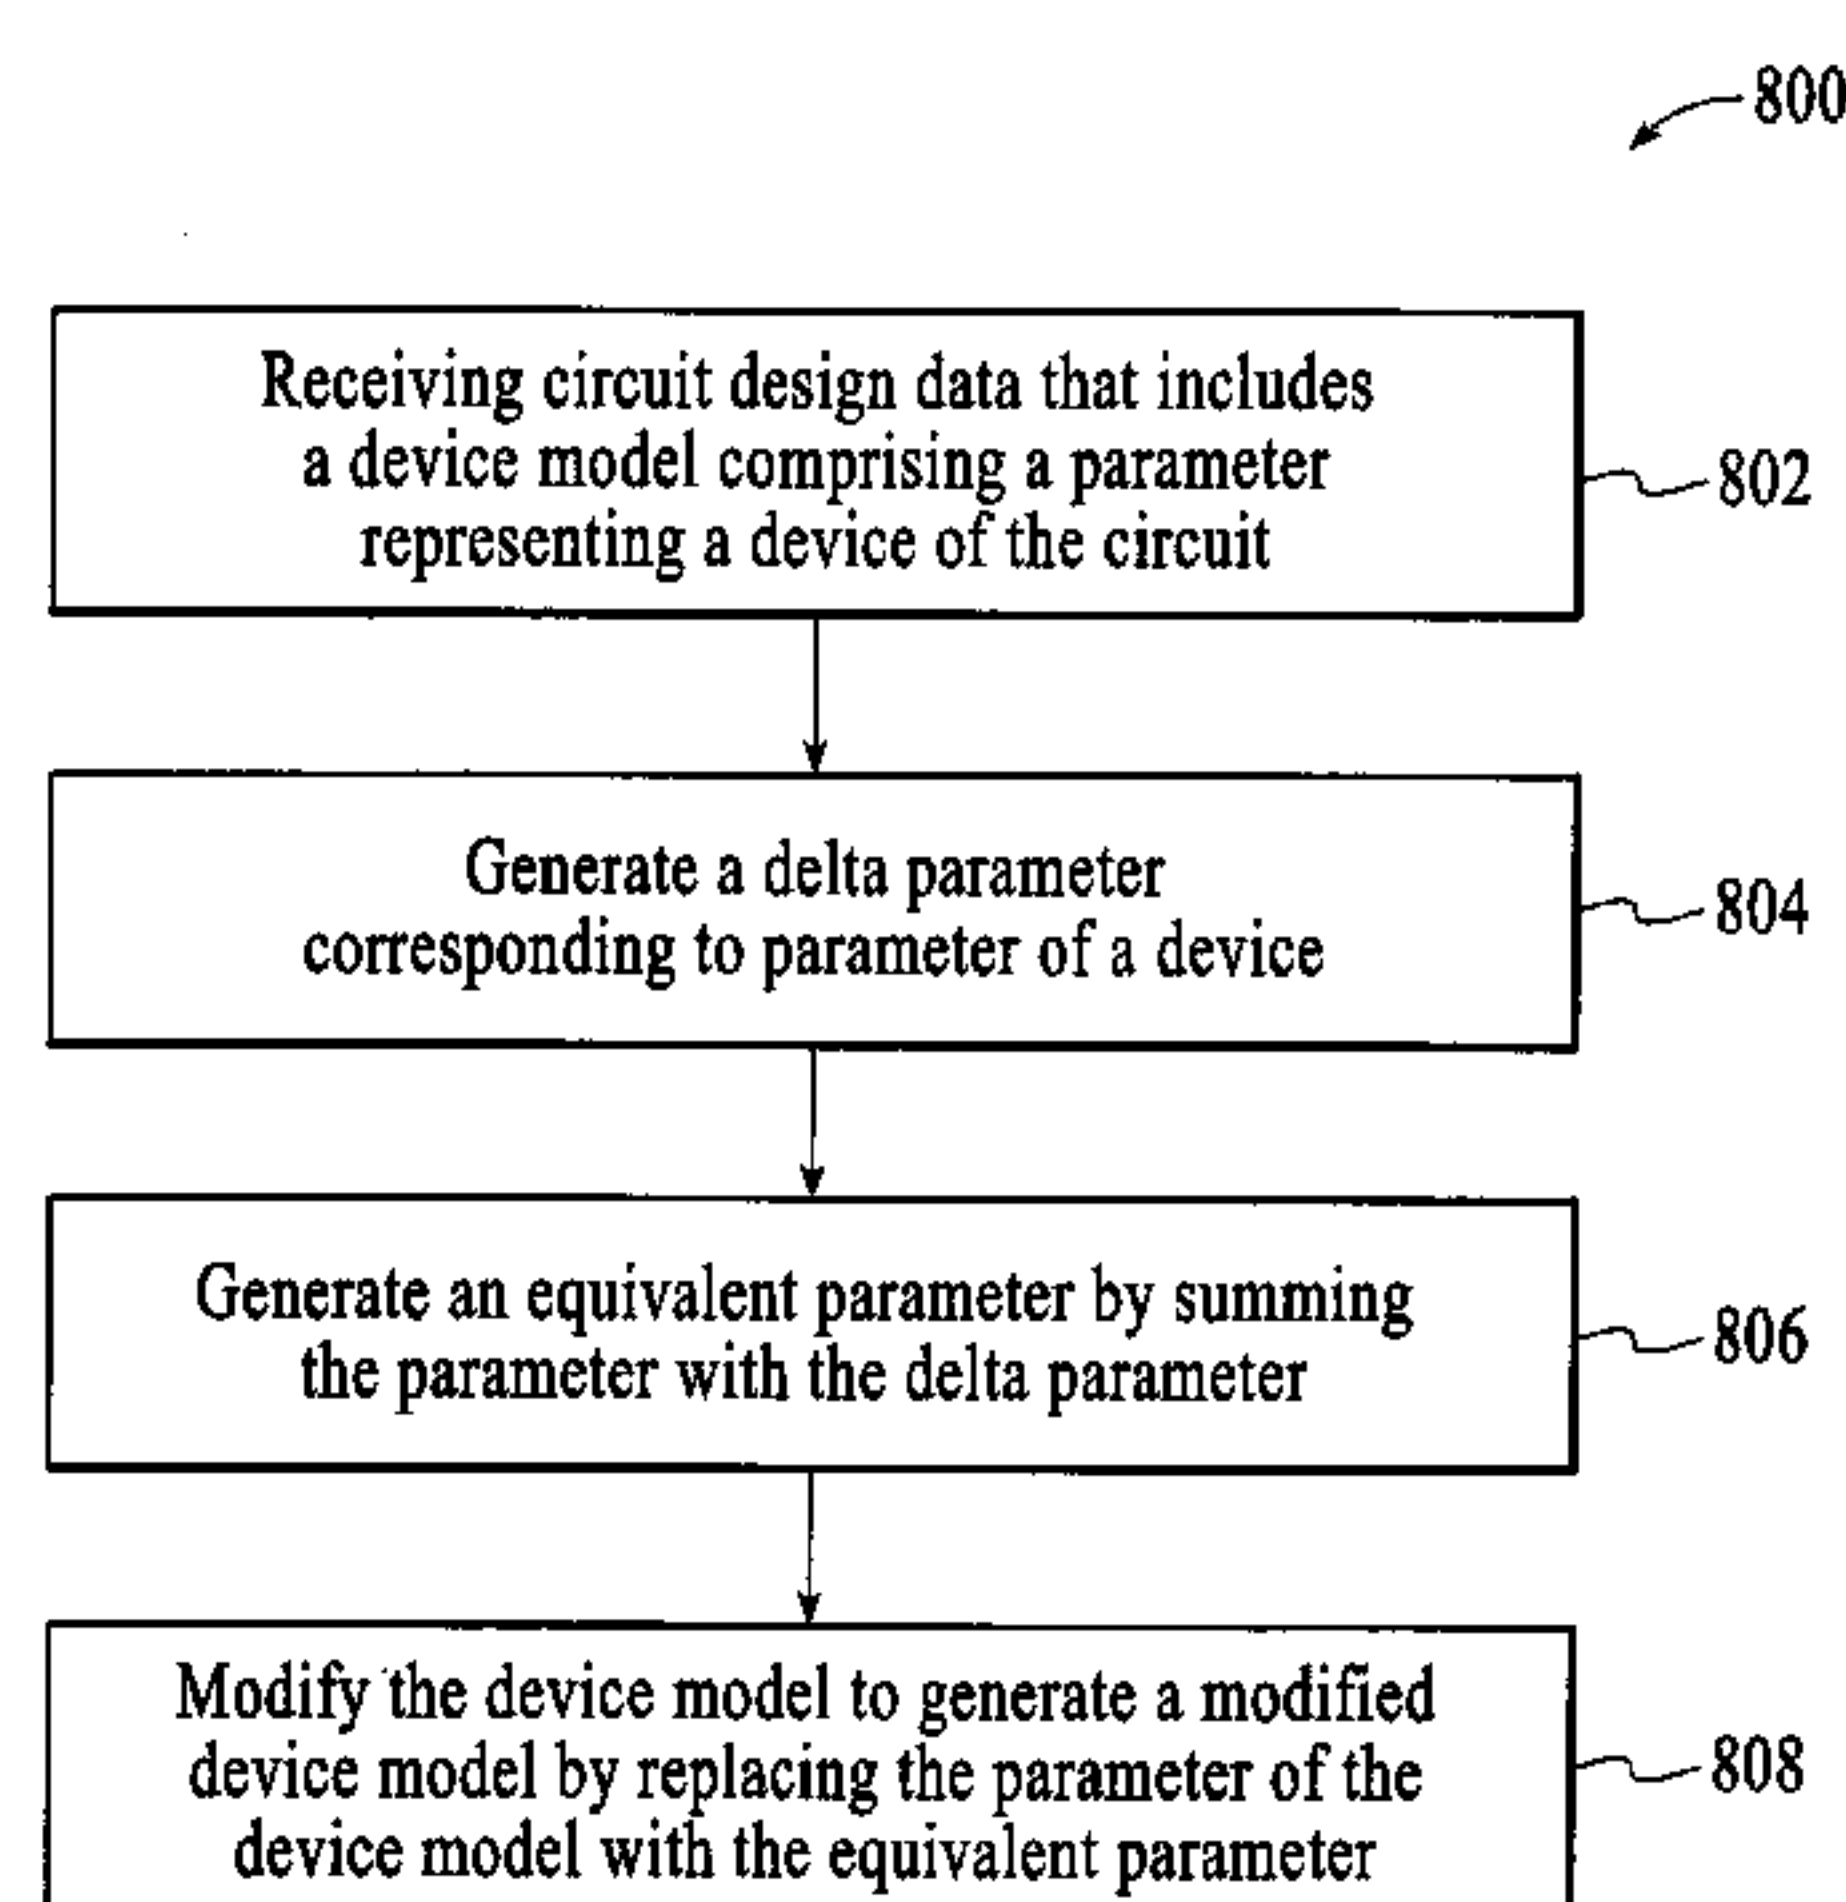 800
Receiving circuit design data that includes
a device model comprising a parameter
representing a device of the circuit
802
Generate a delta parameter
corresponding to parameter of a device
804
Generate an equivalent parameter by summing
the parameter with the delta parameter
806
Modify the device model to generate a modified
device model by replacing the parameter of the
device model with the equivalent parameter
808